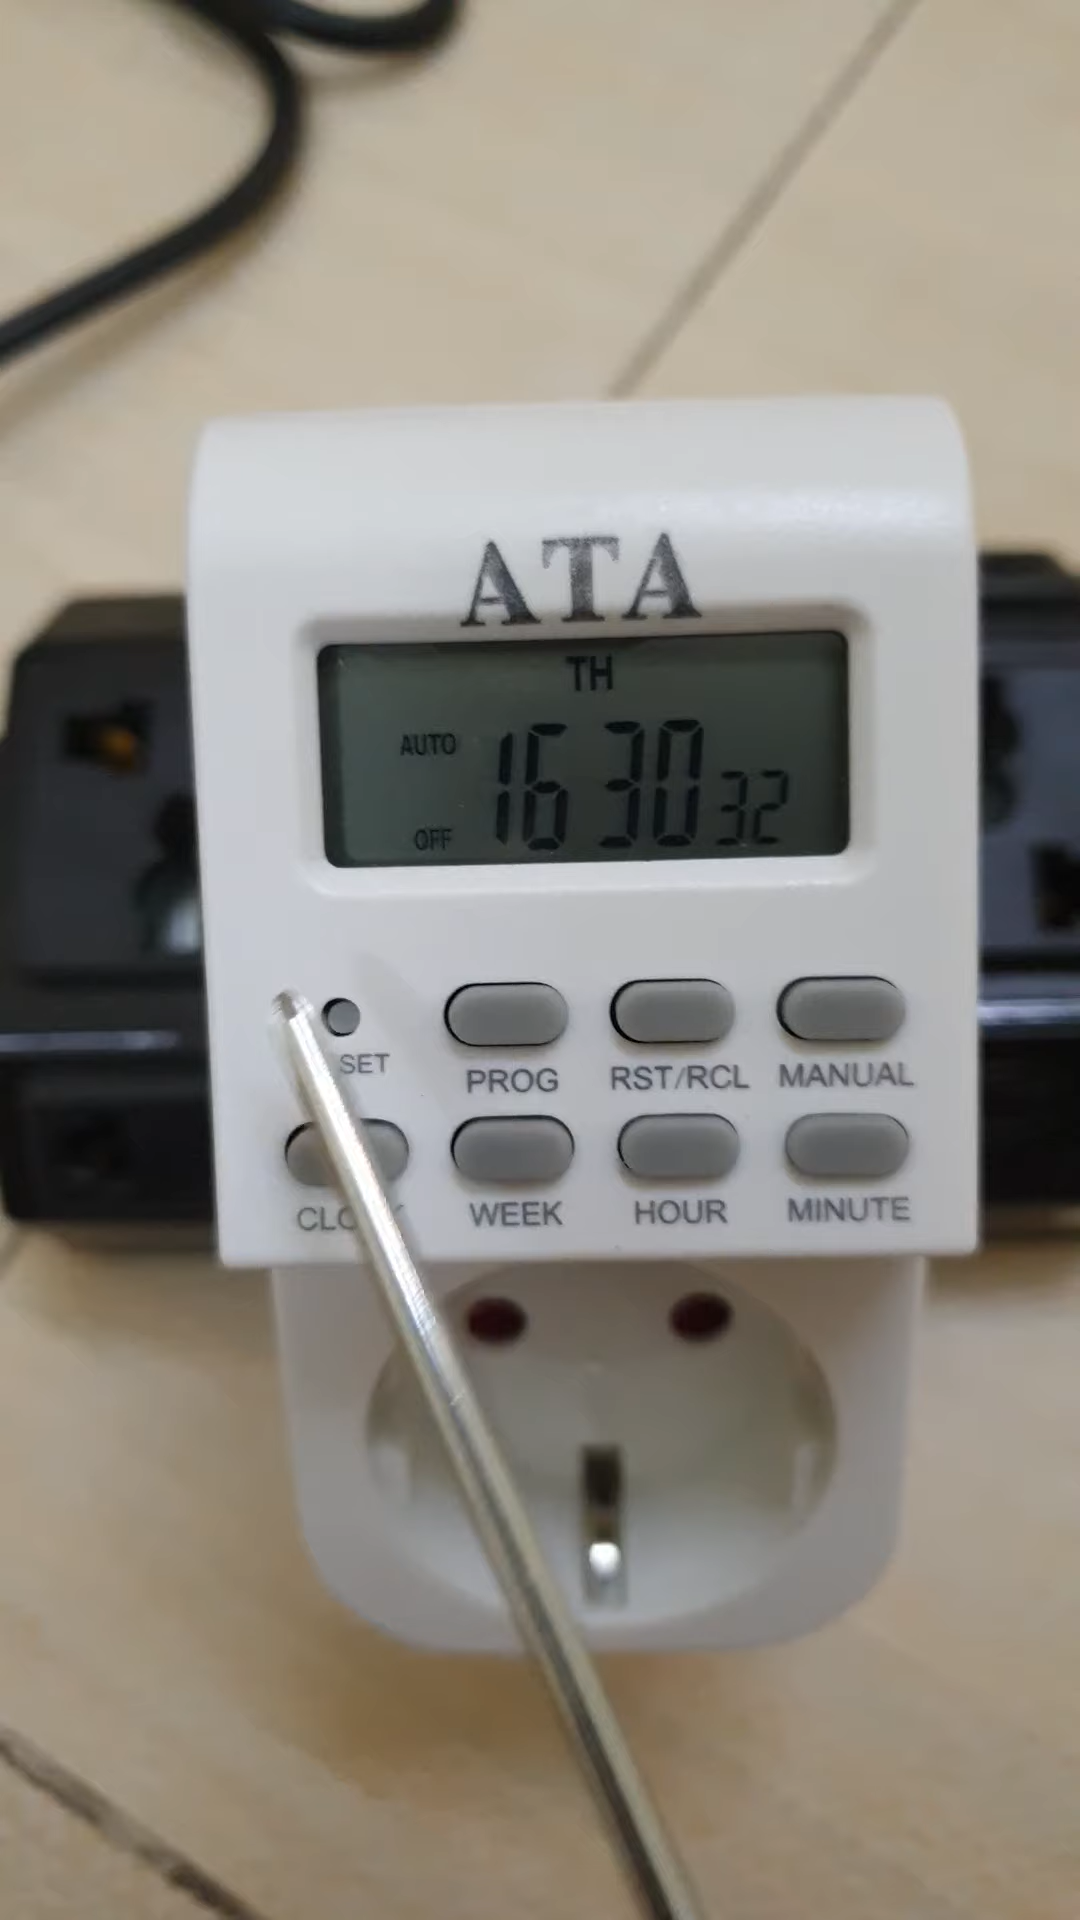 ATA
TH
AUTO
OFF
16 30 32
SET
PROG
RST/RCL
MANUAL
WEEK
HOUR
MINUTE